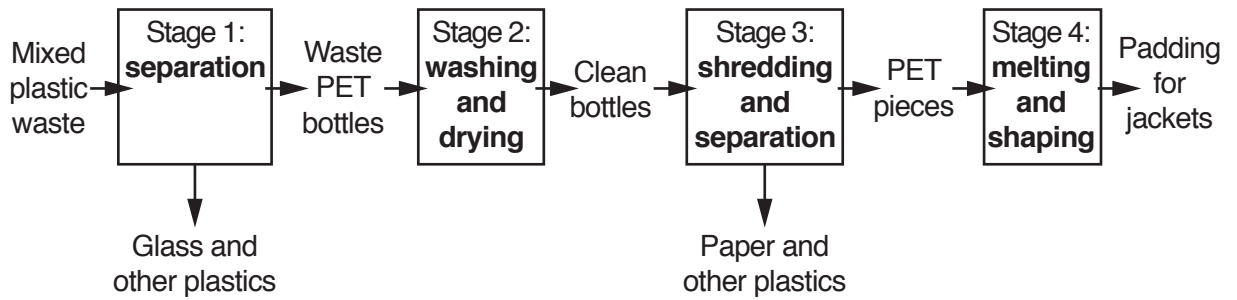 Mixed
plastic
waste
Stage 1:
separation
Waste
PET
bottles
Stage 2:
washing
and
drying
Clean
bottles
Stage 3:
shredding
and
separation
PET
pieces
Stage 4:
melting
and
shaping
Padding
for
jackets
Glass and
other plastics
Paper and
other plastics